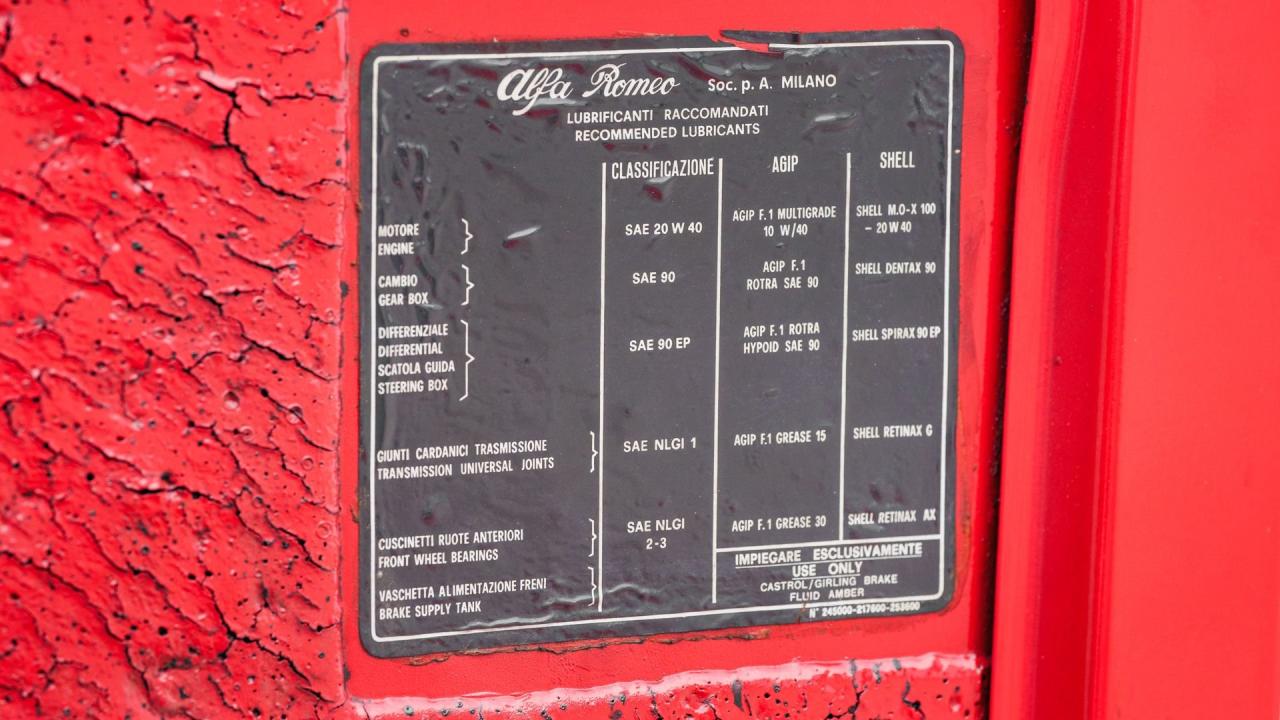 Alfa Romeo Soc. p. A. MILANO
LUBRIFICANTI RACCOMANDATI
RECOMMENDED LUBRICANTS
CLASSIFICAZIONE AGIP SHELL
MOTORE
ENGINE
SAE 20 W 40
AGIP F.1 MULTIGRADE
10 W/40
SHELL M.O-X 100
– 20 W 40
CAMBIO
GEAR BOX
SAE 90
AGIP F.1
ROTRA SAE 90
SHELL DENTAX 90
DIFFERENZIALE
DIFFERENTIAL
SCATOLA GUIDA
STEERING BOX
SAE 90 EP
AGIP F.1 ROTRA
HYPOID SAE 90
SHELL SPIRAX 90 EP
GIUNTI CARDANICI TRASMISSIONE
TRANSMISSION UNIVERSAL JOINTS
SAE NLGI 1
AGIP F.1 GREASE 15
SHELL RETINAX G
CUSCINETTI RUOTE ANTERIORI
FRONT WHEEL BEARINGS
SAE NLGI
2-3
AGIP F.1 GREASE 30
SHELL RETINAX AX
VASCHETTA ALIMENTAZIONE FRENI
BRAKE SUPPLY TANK
IMPIEGARE ESCLUSIVAMENTE
USE ONLY
CASTROL/GIRLING BRAKE
FLUID AMBER
N° 245000-217600-253600